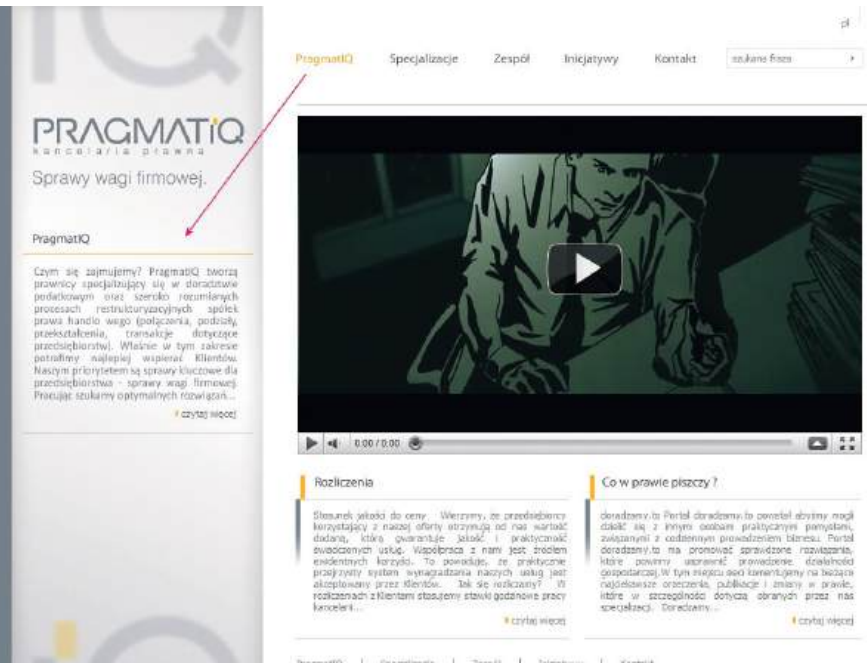 IQ
pl
PragmatIQ Specjalizacje Zespół Inicjatywy Kontakt szukana fraza
PRAGMATIQ
kancelaria prawna
Sprawy wagi firmowej.
PragmatIQ
Czym się zajmujemy? PragmatIQ tworzą
prawnicy specjalizujący się w doradztwie
podatkowym oraz szeroko rozumianych
procesach restrukturyzacyjnych spółek
prawa handlo wego (połączenia, podziały,
przekształcenia, transakcje dotyczące
przedsiębiorstw). Właśnie w tym zakresie
potrafimy najlepiej wspierać Klientów.
Naszym priorytetem są sprawy kluczowe dla
przedsiębiorstwa - sprawy wagi firmowej.
Pracując szukamy optymalnych rozwiązań...
czytaj więcej
0:00 / 0:00
Rozliczenia
Stosunek jakości do ceny Wierzymy, że przedsiębiorcy
korzystający z naszej oferty otrzymują od nas wartość
dodaną, którą gwarantuje jakość i praktyczność
świadczonych usług. Współpraca z nami jest źródłem
ewidentnych korzyści. To powoduje, że praktycznie
przejrzysty system wynagradzania naszych usług jest
akceptowany przez Klientów. Jak się rozliczamy? W
rozliczeniach z Klientami stosujemy stawki godzinowe pracy
kancelarii...
czytaj więcej
Co w prawie piszczy ?
doradzamy.to Portal doradzamy.to powstał abyśmy mogli
dzielić się z innymi osobami praktycznymi pomysłami,
związanymi z codziennym prowadzeniem biznesu. Portal
doradzamy.to ma promować sprawdzone rozwiązania,
które powinny usprawnić prowadzenie działalności
gospodarczej. W tym miejscu sieci komentujemy na bieżąco
najciekawsze orzeczenia, publikacje i zmiany w prawie,
które w szczególności dotyczą obranych przez nas
specjalizacji. Doradzamy...
czytaj więcej
PragmatIQ | Specjalizacje | Zespół | Inicjatywy | Kontakt